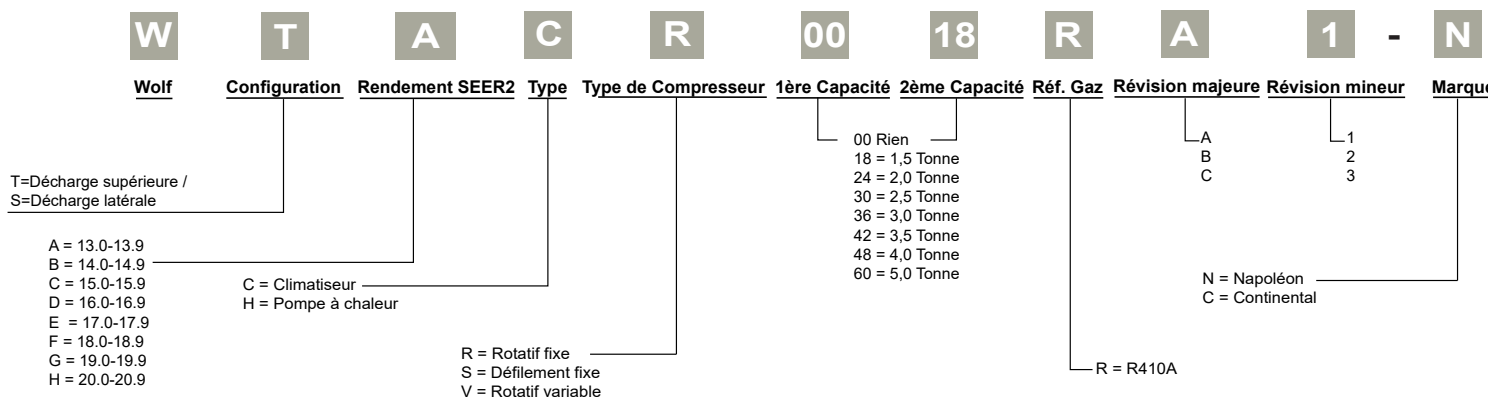 W T A C R 00 18 R A 1 - N
Wolf Configuration Rendement SEER2 Type Type de Compresseur 1ère Capacité 2ème Capacité Réf. Gaz Révision majeure Révision mineur Marque
T=Décharge supérieure /
S=Décharge latérale
A = 13.0-13.9
B = 14.0-14.9
C = 15.0-15.9
D = 16.0-16.9
E = 17.0-17.9
F = 18.0-18.9
G = 19.0-19.9
H = 20.0-20.9
C = Climatiseur
H = Pompe à chaleur
R = Rotatif fixe
S = Défilement fixe
V = Rotatif variable
00 Rien
18 = 1,5 Tonne
24 = 2,0 Tonne
30 = 2,5 Tonne
36 = 3,0 Tonne
42 = 3,5 Tonne
48 = 4,0 Tonne
60 = 5,0 Tonne
R = R410A
A
B
C
1
2
3
N = Napoléon
C = Continental